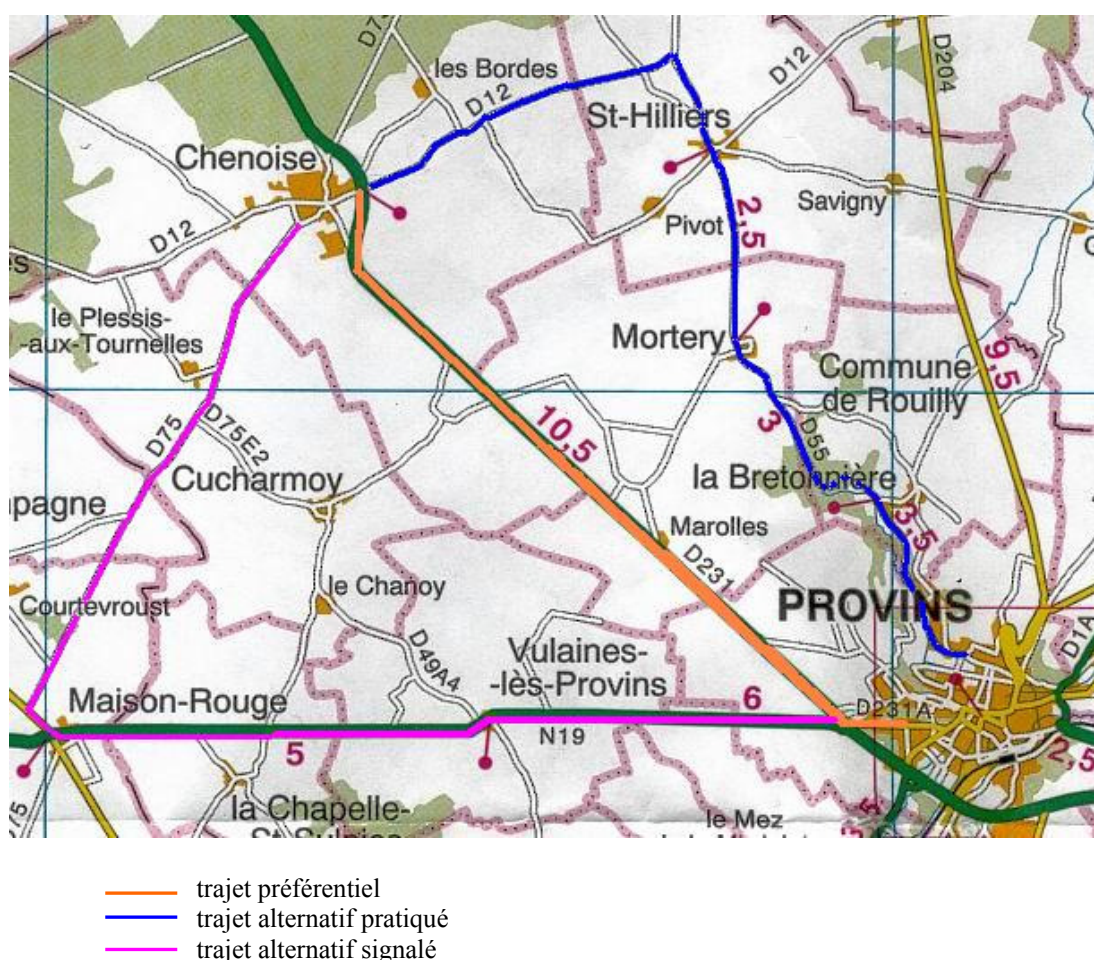 D75
les Bordes
D12
D12
D204
St-Hilliers
Chenoise
Savigny
Pivot
2,5
D12
le Plessis-
-aux-Tournelles
Mortery
9,5
Commune
de Rouilly
10,5
3
D55
D75
D75E2
la Bretonnière
Cucharmoy
3,5
Marolles
D231
le Chanoy
Courtevroust
PROVINS
D1A
D49A4
Vulaines-
-lès-Provins
Maison-Rouge
6
D231A
N19
5
2,5
la Chapelle-
le Mez
trajet préférentiel
trajet alternatif pratiqué
trajet alternatif signalé